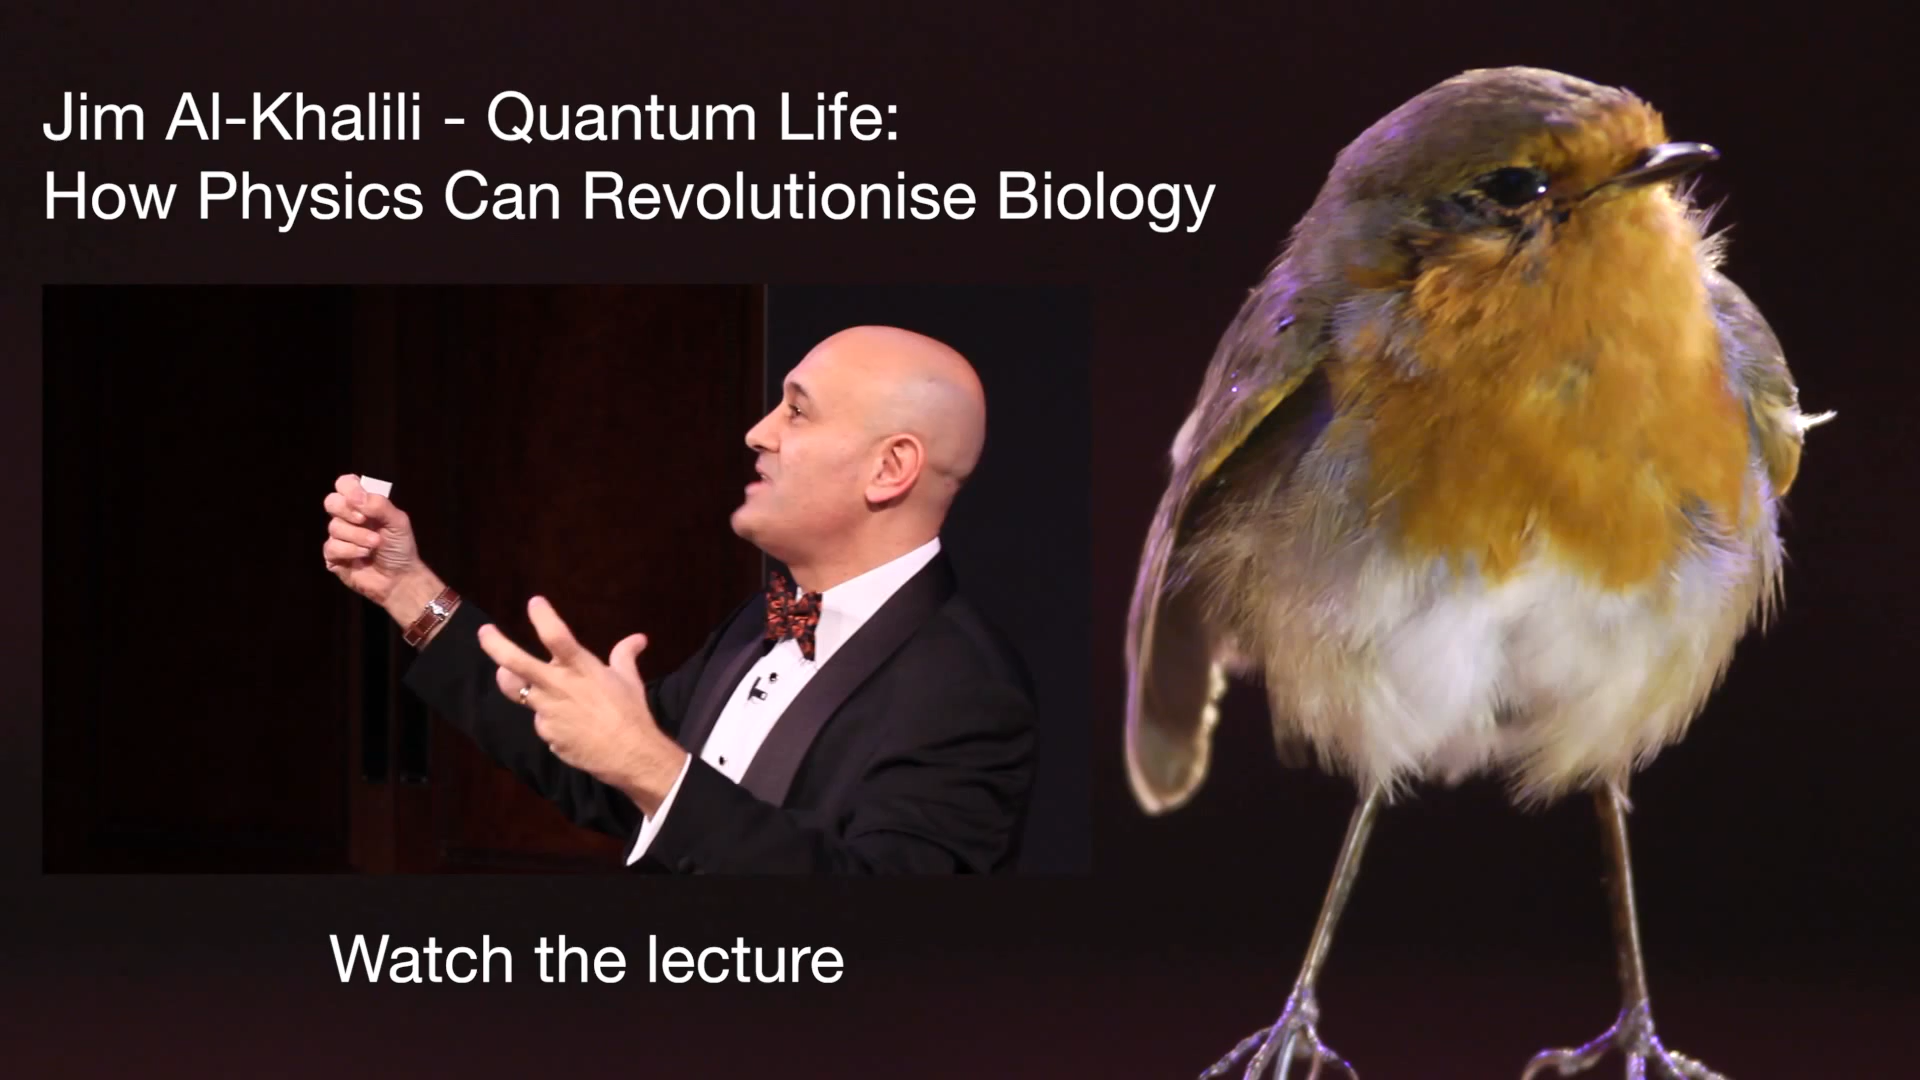 Jim Al-Khalili - Quantum Life:
How Physics Can Revolutionise Biology
Watch the lecture